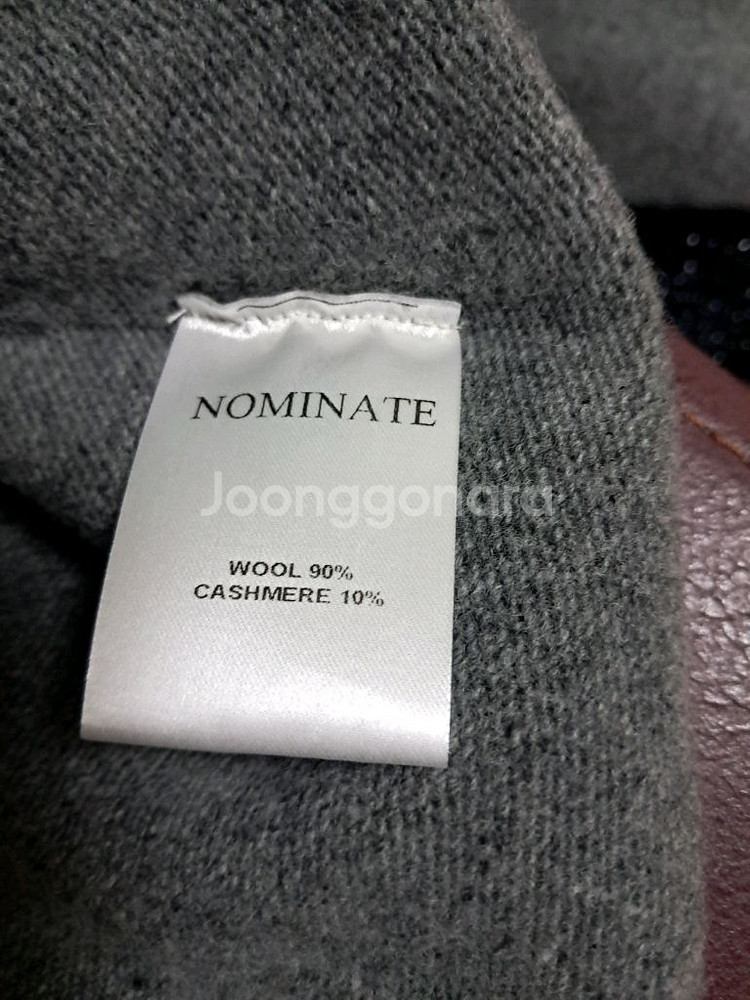 NOMINATE
Joonggonara
WOOL 90%
CASHMERE 10%